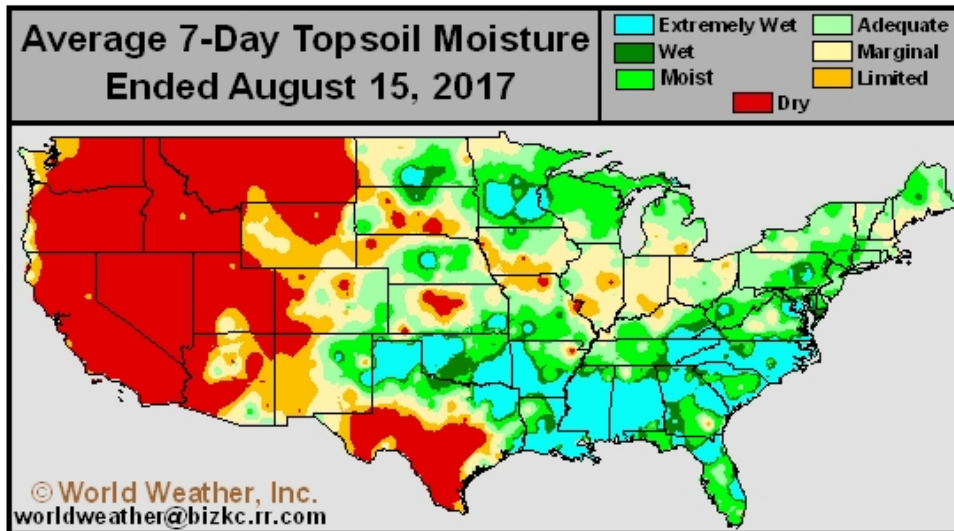 Average 7-Day Topsoil Moisture
Ended August 15, 2017
Extremely Wet
Adequate
Wet
Marginal
Moist
Limited
Dry
© World Weather, Inc.
worldweather@bizkc.rr.com